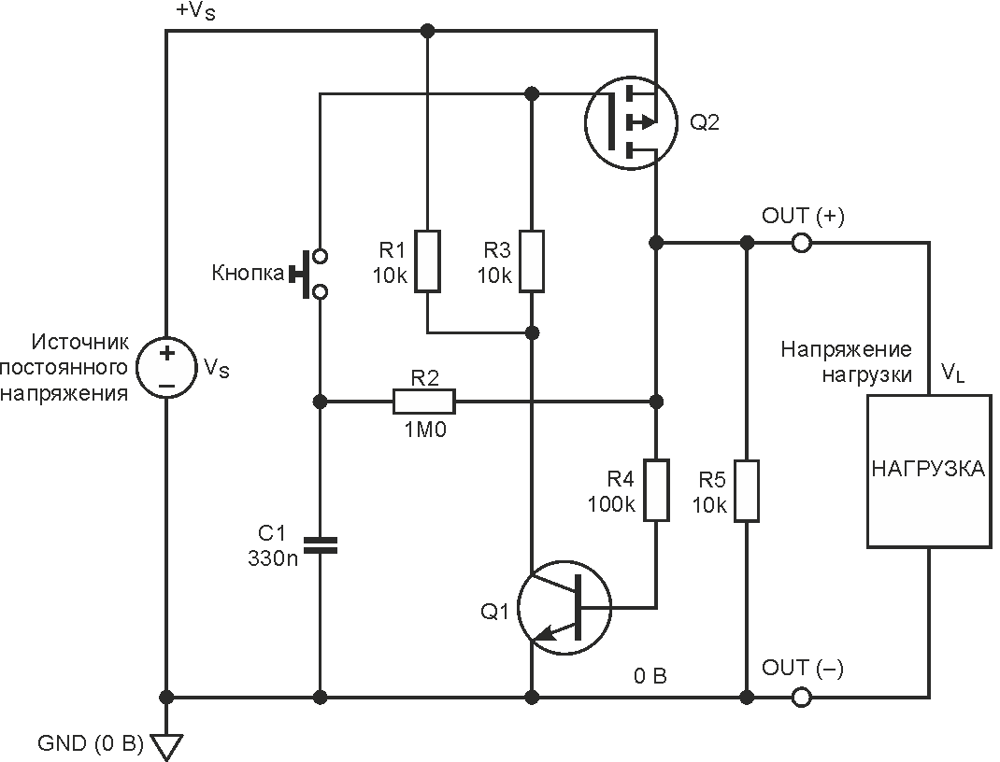 +VS
Q2
OUT (+)
R1
10k
R3
10k
Кнопка
Источник
постоянного
напряжения
+
–
VS
Напряжение
нагрузки
VL
R2
1M0
НАГРУЗКА
R4
100k
R5
10k
C1
330n
Q1
0 В
OUT (–)
GND (0 В)